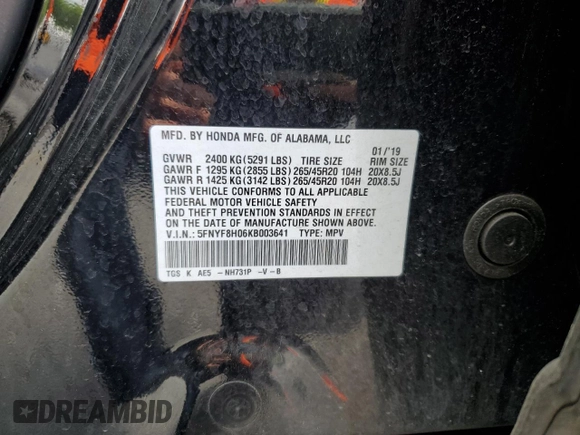 MFD. BY HONDA MFG. OF ALABAMA, LLC
01/'19
GVWR 2400 KG(5291 LBS) TIRE SIZE RIM SIZE
GAWR F 1295 KG(2855 LBS)265/45R20 104H 20X8.5J
GAWR R 1425 KG(3142 LBS)265/45R20 104H 20X8.5J
THIS VEHICLE CONFORMS TO ALL APPLICABLE
FEDERAL MOTOR VEHICLE SAFETY
AND THEFT PREVENTION STANDARDS IN EFFECT
ON THE DATE OF MANUFACTURE SHOWN ABOVE.
V.I.N.: 5FNYF8H06KB003641 TYPE: MPV
TGS K AE5 -NH731P -V-B
DREAMBID